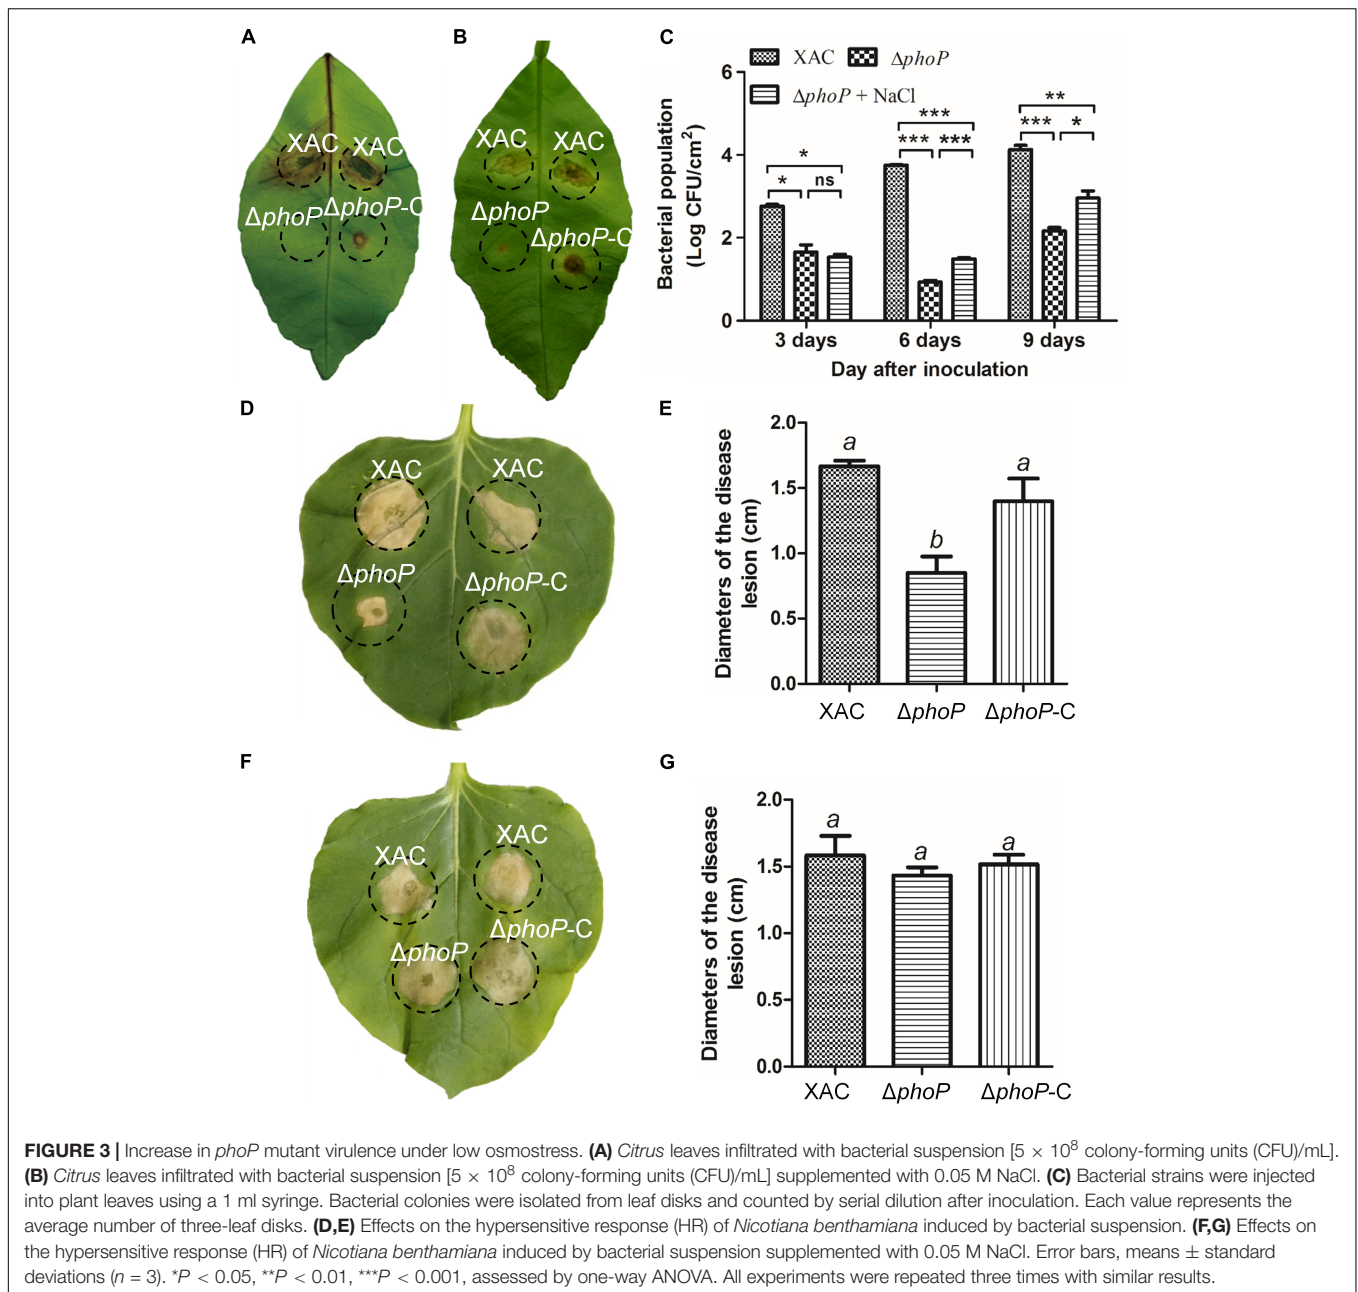 A
XAC
XAC
ΔphoP
ΔphoP-C
B
XAC
XAC
ΔphoP
ΔphoP-C
C
XAC
ΔphoP
ΔphoP + NaCl
Bacterial population
(Log CFU/cm²)
6
4
2
0
*
*
ns
***
***
***
**
***
*
3 days
6 days
9 days
Day after inoculation
D
XAC
XAC
ΔphoP
ΔphoP-C
E
Diameters of the disease
lesion (cm)
2.0
1.5
1.0
0.5
0.0
a
b
a
XAC
ΔphoP
ΔphoP-C
F
XAC
XAC
ΔphoP
ΔphoP-C
G
Diameters of the disease
lesion (cm)
2.0
1.5
1.0
0.5
0.0
a
a
a
XAC
ΔphoP
ΔphoP-C
FIGURE 3 | Increase in phoP mutant virulence under low osmostress. (A) Citrus leaves infiltrated with bacterial suspension [5 × 10⁸ colony-forming units (CFU)/mL].
(B) Citrus leaves infiltrated with bacterial suspension [5 × 10⁸ colony-forming units (CFU)/mL] supplemented with 0.05 M NaCl. (C) Bacterial strains were injected
into plant leaves using a 1 ml syringe. Bacterial colonies were isolated from leaf disks and counted by serial dilution after inoculation. Each value represents the
average number of three-leaf disks. (D,E) Effects on the hypersensitive response (HR) of Nicotiana benthamiana induced by bacterial suspension. (F,G) Effects on
the hypersensitive response (HR) of Nicotiana benthamiana induced by bacterial suspension supplemented with 0.05 M NaCl. Error bars, means ± standard
deviations (n = 3). *P < 0.05, **P < 0.01, ***P < 0.001, assessed by one-way ANOVA. All experiments were repeated three times with similar results.